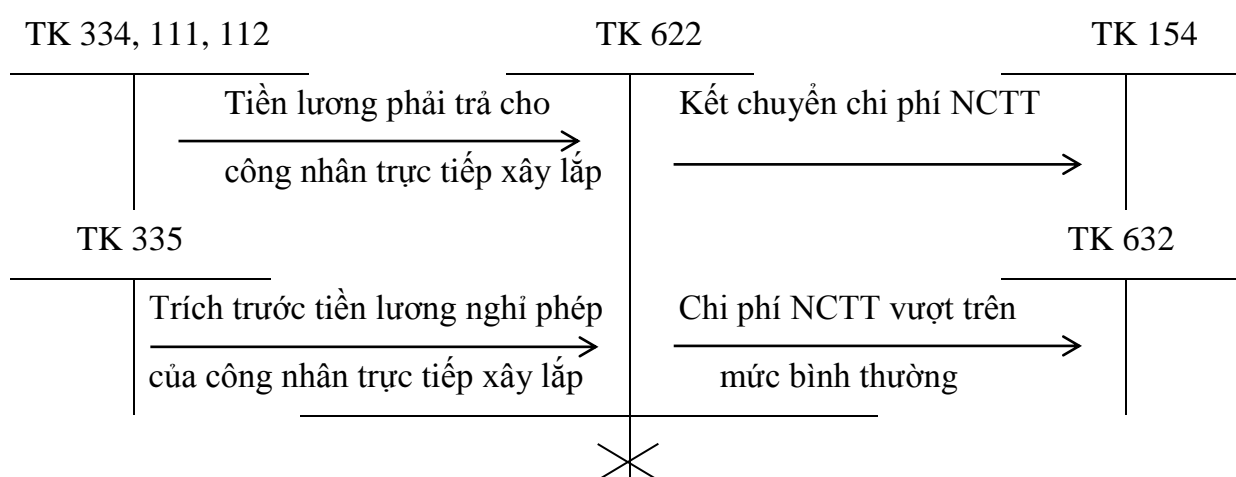 TK 334, 111, 112
TK 622
TK 154
Tiền lương phải trả cho
công nhân trực tiếp xây lắp
Kết chuyển chi phí NCTT
TK 335
TK 632
Trích trước tiền lương nghỉ phép
của công nhân trực tiếp xây lắp
Chi phí NCTT vượt trên
mức bình thường